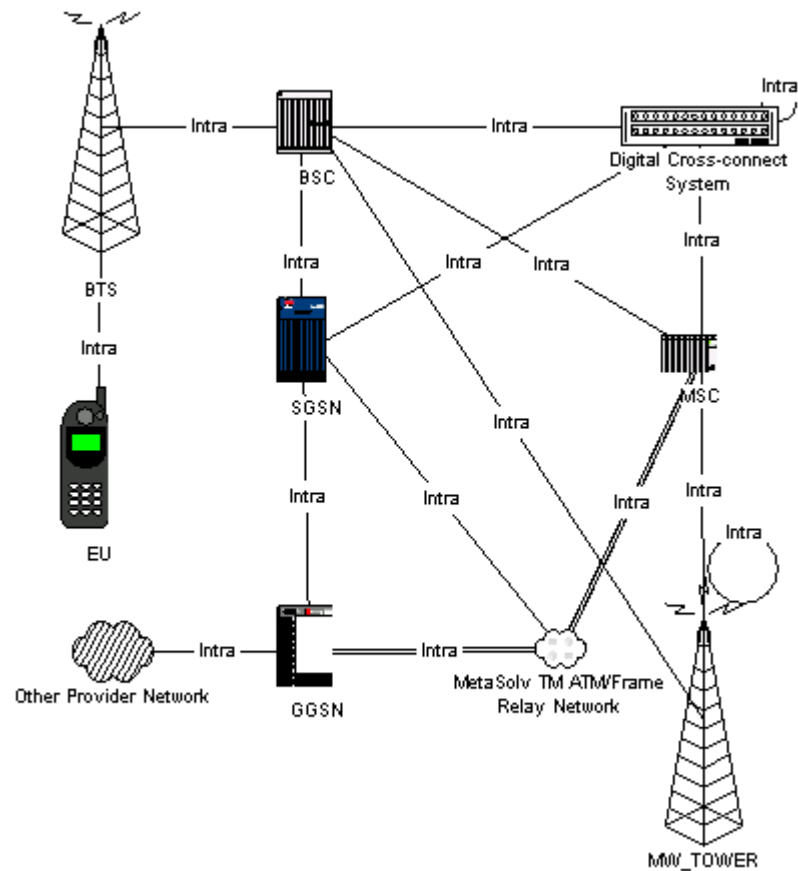 Intra
Intra
Intra
BSC
Digital Cross-connect
System
Intra
Intra
Intra
Intra
BTS
Intra
SGSN
MSC
Intra
Intra
Intra
Intra
Intra
Intra
EU
Intra
Intra
Intra
Other Provider Network
GGSN
MetaSolv TM ATM/Frame
Relay Network
MW_TOWER